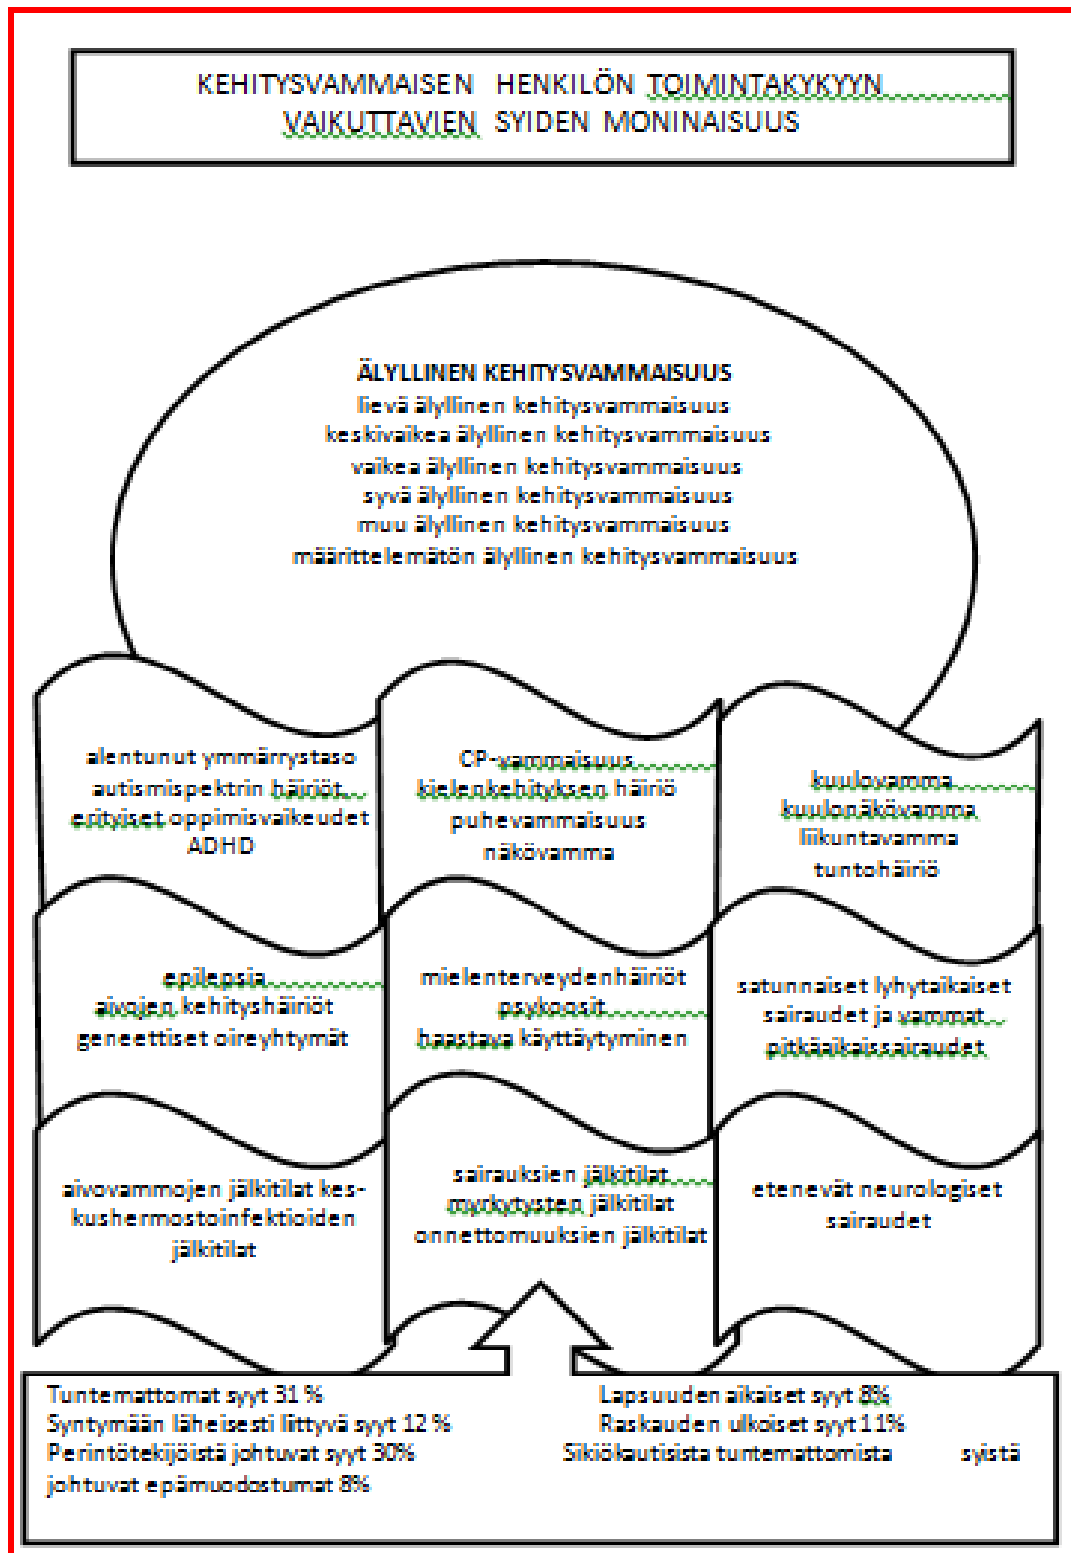 KEHITYSVAMMAISEN HENKILÖN TOIMINTAKYKYYN
VAIKUTTAVIEN SYIDEN MONINAISUUS
ÄLYLLINEN KEHITYSVAMMAISUUS
lievä älyllinen kehitysvammaisuus
keskivaikea älyllinen kehitysvammaisuus
vaikea älyllinen kehitysvammaisuus
syvä älyllinen kehitysvammaisuus
muu älyllinen kehitysvammaisuus
määrittelemätön älyllinen kehitysvammaisuus
alentunut ymmärrystaso
autismispektrin häiriöt
erityiset oppimisvaikeudet
ADHD
CP-vammaisuus
kielenkehityksen häiriö
puhevammaisuus
näkövamma
kuulovamma
kuulonäkövamma
liikuntavamma
tuntohäiriö
epilepsia
aivojen kehityshäiriöt
geneettiset oireyhtymät
mielenterveydenhäiriöt
psykoosit
haastava käyttäytyminen
satunnaiset lyhytaikaiset
sairaudet ja vammat
pitkäaikaissairaudet
aivovammojen jälkitilat kes-
kushermostoinfektioiden
jälkitilat
sairauksien jälkitilat
myrkytysten jälkitilat
onnettomuuksien jälkitilat
etenevät neurologiset
sairaudet
Tuntemattomat syyt 31 % Lapsuuden aikaiset syyt 8%
Syntymään läheisesti liittyvä syyt 12 % Raskauden ulkoiset syyt 11%
Perintötekijöistä johtuvat syyt 30% Sikiökautisista tuntemattomista syistä
johtuvat epämuodostumat 8%